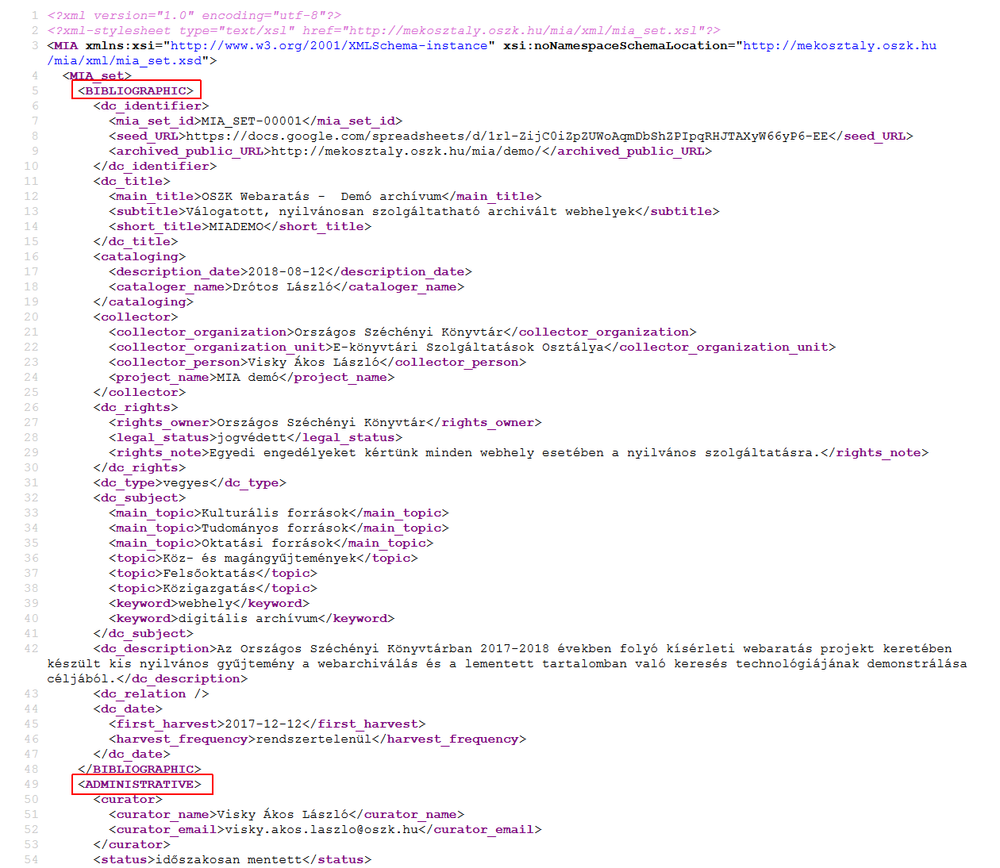 1 <?xml version="1.0" encoding="utf-8"?>
2 <?xml-stylesheet type="text/xsl" href="http://mekosztaly.oszk.hu/mia/xml/mia_set.xsl"?>
3 <MIA xmlns:xsi="http://www.w3.org/2001/XMLSchema-instance" xsi:noNamespaceSchemaLocation="http://mekosztaly.oszk.hu
/mia/xml/mia_set.xsd">
4 <MIA_set>
5 <BIBLIOGRAPHIC>
6 <dc_identifier>
7 <mia_set_id>MIA_SET-00001</mia_set_id>
8 <seed_URL>https://docs.google.com/spreadsheets/d/1rl-ZijC0iZpZUWoAqmDbShZPIpqRHJTAXyW66yP6-EE</seed_URL>
9 <archived_public_URL>http://mekosztaly.oszk.hu/mia/demo/</archived_public_URL>
10 </dc_identifier>
11 <dc_title>
12 <main_title>OSZK Webaratás -  Demó archívum</main_title>
13 <subtitle>Válogatott, nyilvánosan szolgáltatható archivált webhelyek</subtitle>
14 <short_title>MIADEMO</short_title>
15 </dc_title>
16 <cataloging>
17 <description_date>2018-08-12</description_date>
18 <cataloger_name>Drótos László</cataloger_name>
19 </cataloging>
20 <collector>
21 <collector_organization>Országos Széchényi Könyvtár</collector_organization>
22 <collector_organization_unit>E-könyvtári Szolgáltatások Osztálya</collector_organization_unit>
23 <collector_person>Visky Ákos László</collector_person>
24 <project_name>MIA demó</project_name>
25 </collector>
26 <dc_rights>
27 <rights_owner>Országos Széchényi Könyvtár</rights_owner>
28 <legal_status>jogvédett</legal_status>
29 <rights_note>Egyedi engedélyeket kértünk minden webhely esetében a nyilvános szolgáltatásra.</rights_note>
30 </dc_rights>
31 <dc_type>vegyes</dc_type>
32 <dc_subject>
33 <main_topic>Kulturális források</main_topic>
34 <main_topic>Tudományos források</main_topic>
35 <main_topic>Oktatási források</main_topic>
36 <topic>Köz- és magángyűjtemények</topic>
37 <topic>Felsőoktatás</topic>
38 <topic>Közigazgatás</topic>
39 <keyword>webhely</keyword>
40 <keyword>digitális archívum</keyword>
41 </dc_subject>
42 <dc_description>Az Országos Széchényi Könyvtárban 2017-2018 években folyó kísérleti webaratás projekt keretében
készült kis nyilvános gyűjtemény a webarchiválás és a lementett tartalomban való keresés technológiájának demonstrálása
céljából.</dc_description>
43 <dc_relation />
44 <dc_date>
45 <first_harvest>2017-12-12</first_harvest>
46 <harvest_frequency>rendszertelenül</harvest_frequency>
47 </dc_date>
48 </BIBLIOGRAPHIC>
49 <ADMINISTRATIVE>
50 <curator>
51 <curator_name>Visky Ákos László</curator_name>
52 <curator_email>visky.akos.laszlo@oszk.hu</curator_email>
53 </curator>
54 <status>időszakosan mentett</status>